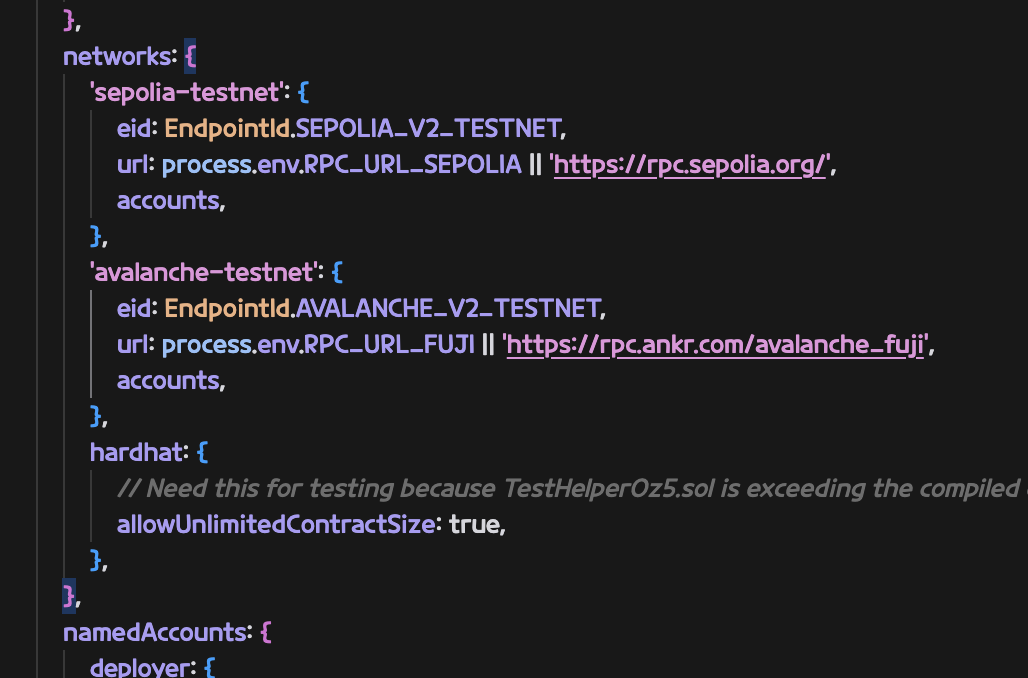 },
networks: {
'sepolia-testnet': {
eid: EndpointId.SEPOLIA_V2_TESTNET,
url: process.env.RPC_URL_SEPOLIA || 'https://rpc.sepolia.org/',
accounts,
},
'avalanche-testnet': {
eid: EndpointId.AVALANCHE_V2_TESTNET,
url: process.env.RPC_URL_FUJI || 'https://rpc.ankr.com/avalanche_fuji',
accounts,
},
hardhat: {
// Need this for testing because TestHelperOz5.sol is exceeding the compiled
allowUnlimitedContractSize: true,
},
},
namedAccounts: {
deployer: {